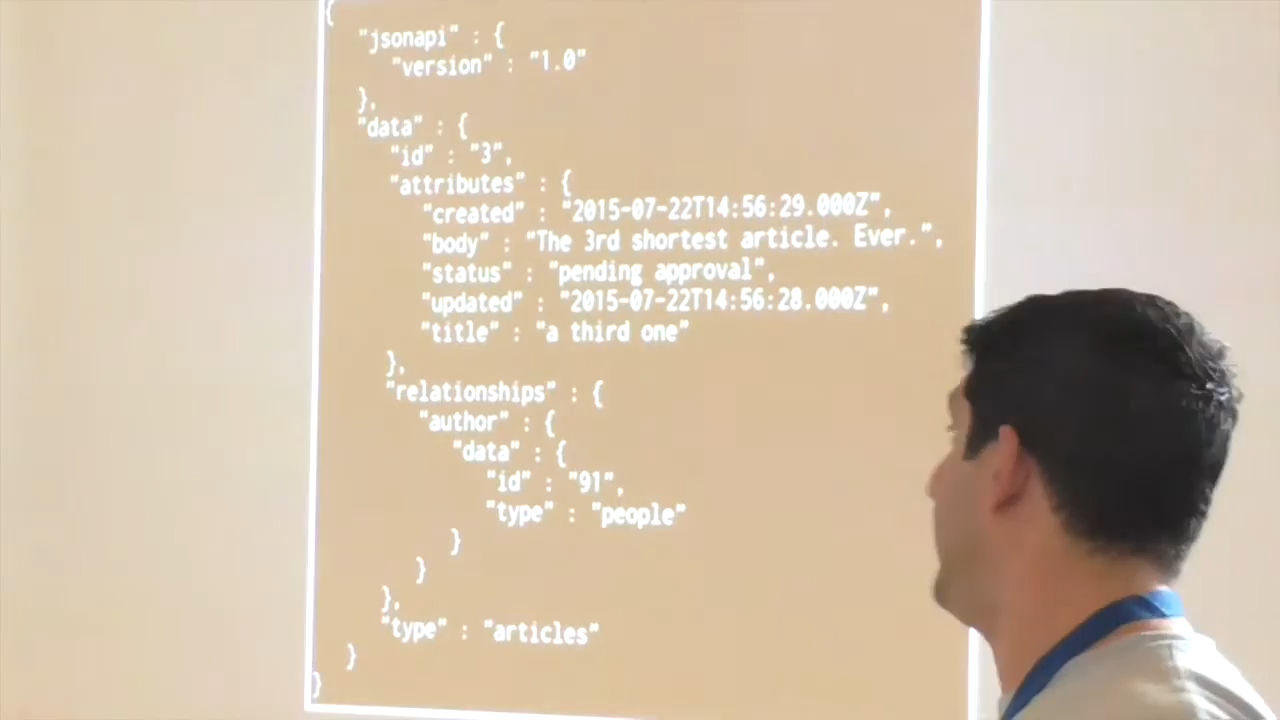 {
"jsonapi" : {
"version" : "1.0"
},
"data" : {
"id" : "3",
"attributes" : {
"created" : "2015-07-22T14:56:29.000Z",
"body" : "The 3rd shortest article. Ever.",
"status" : "pending approval",
"updated" : "2015-07-22T14:56:28.000Z",
"title" : "a third one"
},
"relationships" : {
"author" : {
"data" : {
"id" : "91",
"type" : "people"
}
}
},
"type" : "articles"
}
}